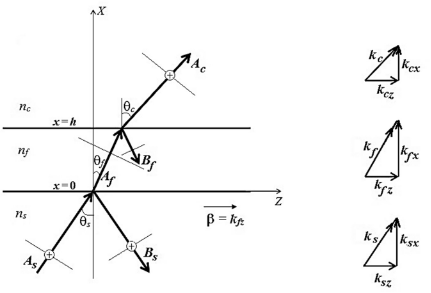 X
A_c
k_c
k_cx
k_cz
θ_c
n_c
x = h
n_f
θ_f
B_f
A_f
k_f
k_fx
k_fz
x = 0
Z
n_s
θ_s
β = k_fz
A_s
B_s
k_s
k_sx
k_sz